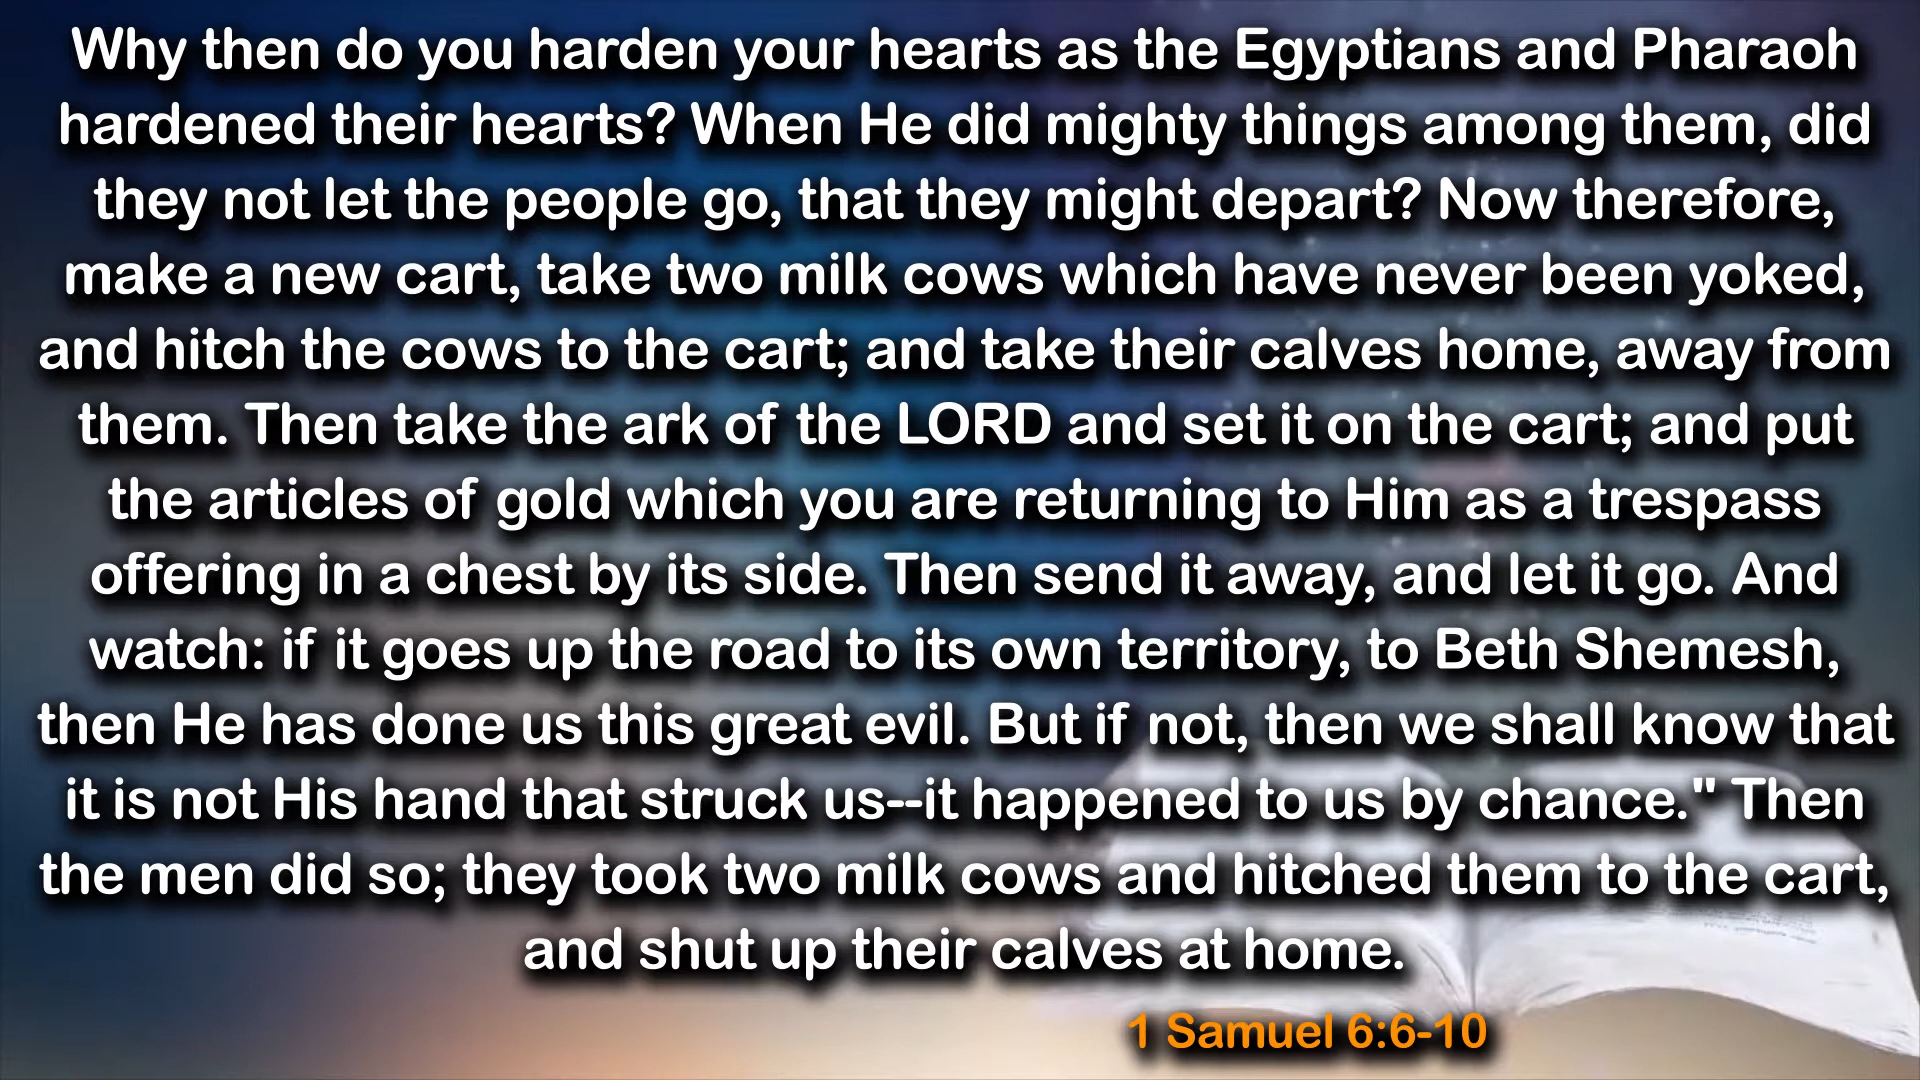 Why then do you harden your hearts as the Egyptians and Pharaoh
hardened their hearts? When He did mighty things among them, did
they not let the people go, that they might depart? Now therefore,
make a new cart, take two milk cows which have never been yoked,
and hitch the cows to the cart; and take their calves home, away from
them. Then take the ark of the LORD and set it on the cart; and put
the articles of gold which you are returning to Him as a trespass
offering in a chest by its side. Then send it away, and let it go. And
watch: if it goes up the road to its own territory, to Beth Shemesh,
then He has done us this great evil. But if not, then we shall know that
it is not His hand that struck us--it happened to us by chance." Then
the men did so; they took two milk cows and hitched them to the cart,
and shut up their calves at home.
1 Samuel 6:6-10